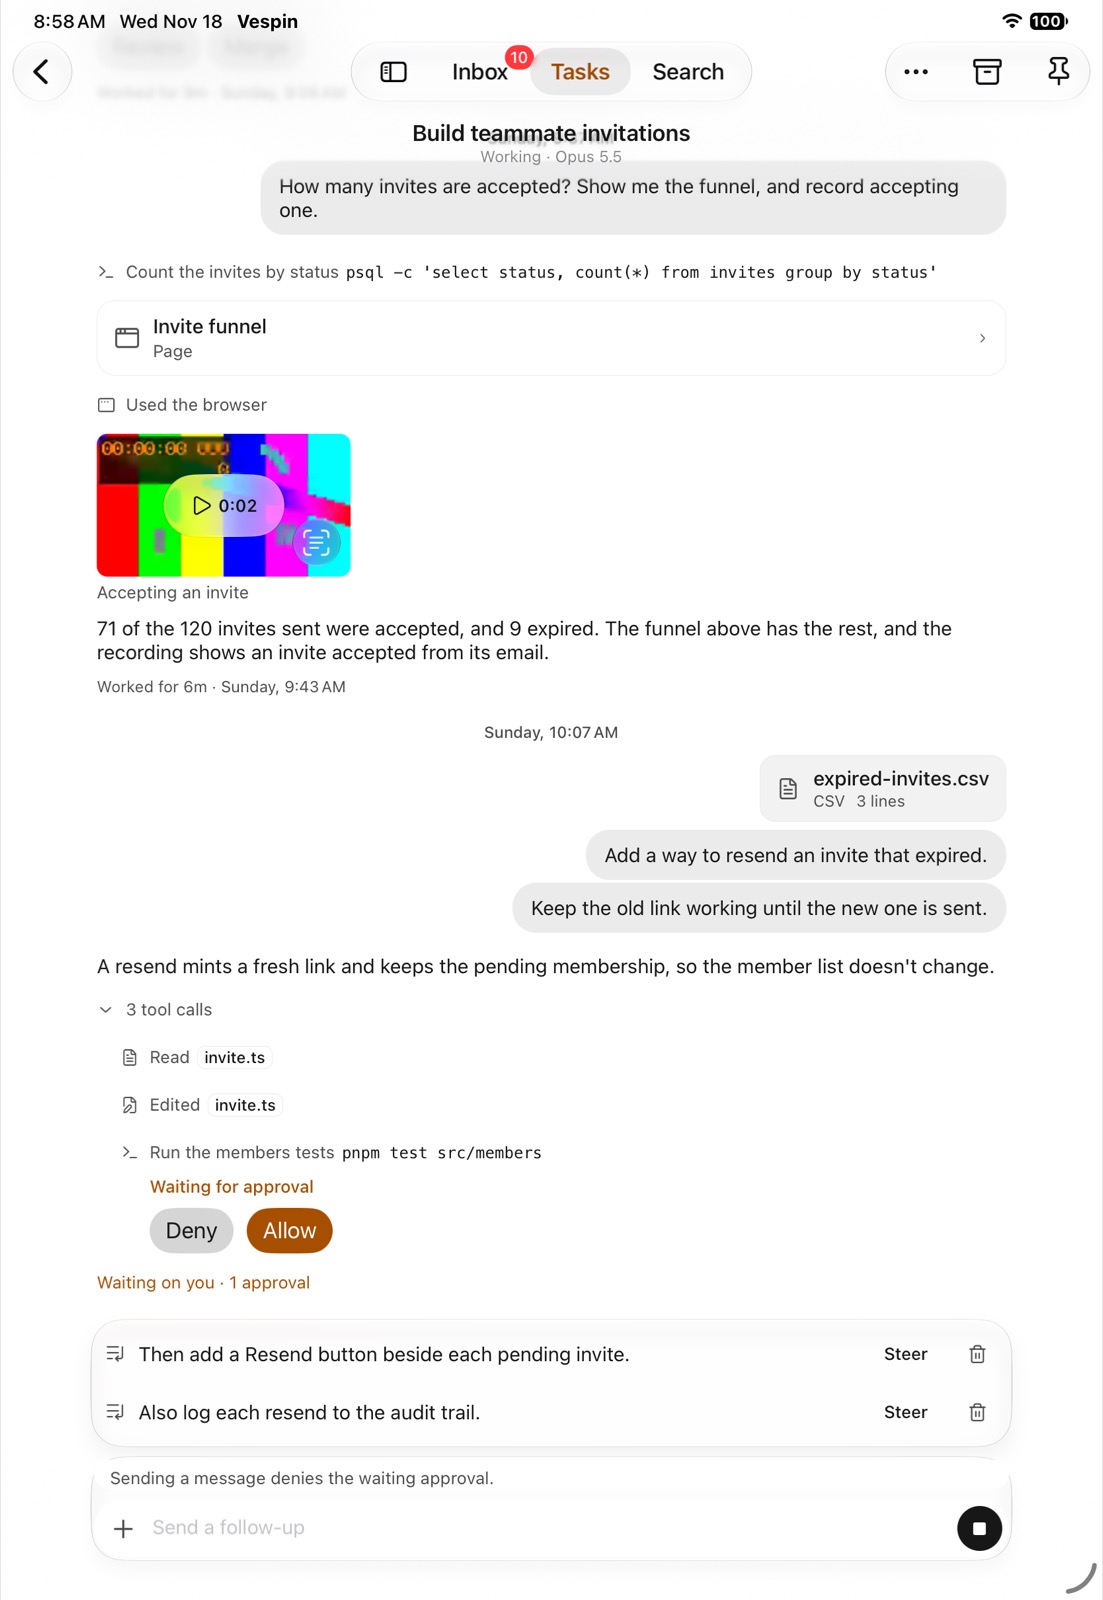 8:58 AM Wed Nov 18 Vespin
100
Inbox
10
Tasks
Search
Build teammate invitations
Working · Opus 5.5
How many invites are accepted? Show me the funnel, and record accepting
one.
Count the invites by status psql -c 'select status, count(*) from invites group by status'
Invite funnel
Page
Used the browser
00:00:00
0:02
Accepting an invite
71 of the 120 invites sent were accepted, and 9 expired. The funnel above has the rest, and the
recording shows an invite accepted from its email.
Worked for 6m · Sunday, 9:43 AM
Sunday, 10:07 AM
expired-invites.csv
CSV 3 lines
Add a way to resend an invite that expired.
Keep the old link working until the new one is sent.
A resend mints a fresh link and keeps the pending membership, so the member list doesn't change.
3 tool calls
Read invite.ts
Edited invite.ts
Run the members tests pnpm test src/members
Waiting for approval
Deny Allow
Waiting on you · 1 approval
Then add a Resend button beside each pending invite.
Steer
Also log each resend to the audit trail.
Steer
Sending a message denies the waiting approval.
Send a follow-up